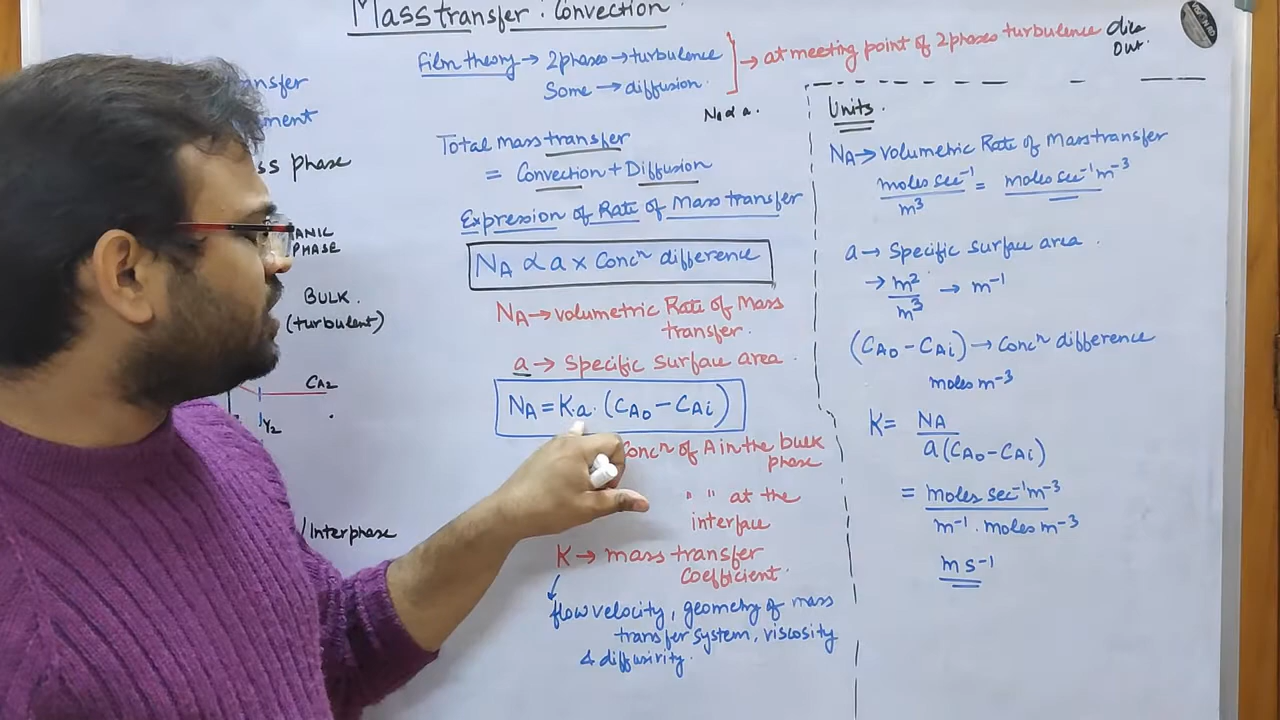 Mass transfer : Convection
Film theory → 2 phases → turbulence
Some → diffusion
→ at meeting point of 2 phases turbulence dies
out.
NA ∝ a.
Total mass transfer
= Convection + Diffusion
Expression of Rate of Mass transfer
NA ∝ a × Concn difference
NA → volumetric Rate of Mass
transfer.
a → Specific surface area
NA = K.a.(CA0 − CAi)
Concn of A in the bulk
phase
" " at the
interface
K → mass transfer
coefficient.
flow velocity, geometry of mass
transfer system, viscosity
& diffusivity.
Units.
NA → volumetric Rate of Mass transfer
moles sec-1 / m3 = moles sec-1 m-3
a → Specific surface area.
→ m2 / m3 → m-1
(CA0 − CAi) → Concn difference
moles m-3
K = NA / a(CA0 − CAi)
= moles sec-1 m-3 / m-1 . moles m-3
m s-1
ansfer
ment
ss phase
ANIC
PHASE
BULK.
(turbulent)
CA2
Y2
/Interphase